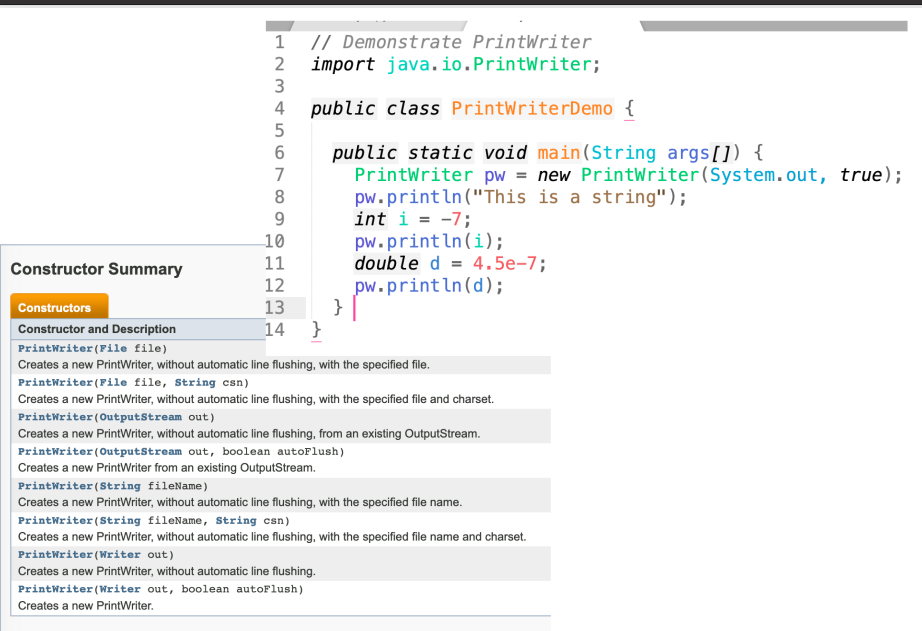 1 // Demonstrate PrintWriter
2 import java.io.PrintWriter;
3
4 public class PrintWriterDemo {
5
6 public static void main(String args[]) {
7 PrintWriter pw = new PrintWriter(System.out, true);
8 pw.println("This is a string");
9 int i = -7;
10 pw.println(i);
11 double d = 4.5e-7;
12 pw.println(d);
13 }
14 }
Constructor Summary
Constructors
Constructor and Description
PrintWriter(File file)
Creates a new PrintWriter, without automatic line flushing, with the specified file.
PrintWriter(File file, String csn)
Creates a new PrintWriter, without automatic line flushing, with the specified file and charset.
PrintWriter(OutputStream out)
Creates a new PrintWriter, without automatic line flushing, from an existing OutputStream.
PrintWriter(OutputStream out, boolean autoFlush)
Creates a new PrintWriter from an existing OutputStream.
PrintWriter(String fileName)
Creates a new PrintWriter, without automatic line flushing, with the specified file name.
PrintWriter(String fileName, String csn)
Creates a new PrintWriter, without automatic line flushing, with the specified file name and charset.
PrintWriter(Writer out)
Creates a new PrintWriter, without automatic line flushing.
PrintWriter(Writer out, boolean autoFlush)
Creates a new PrintWriter.